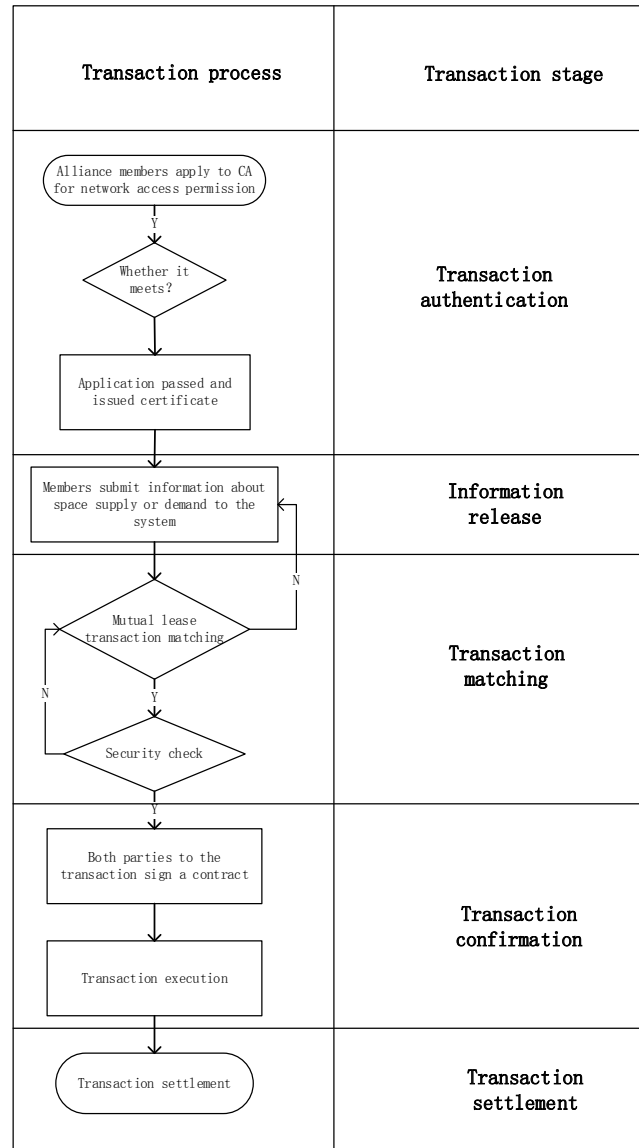 Transaction process
Transaction stage
Alliance members apply to CA
for network access permission
Y
Whether it
meets?
Transaction
authentication
Application passed and
issued certificate
Members submit information about
space supply or demand to the
system
Information
release
N
Mutual lease
transaction matching
Transaction
matching
N
Y
Security check
Y
Both parties to the
transaction sign a contract
Transaction
confirmation
Transaction execution
Transaction settlement
Transaction
settlement